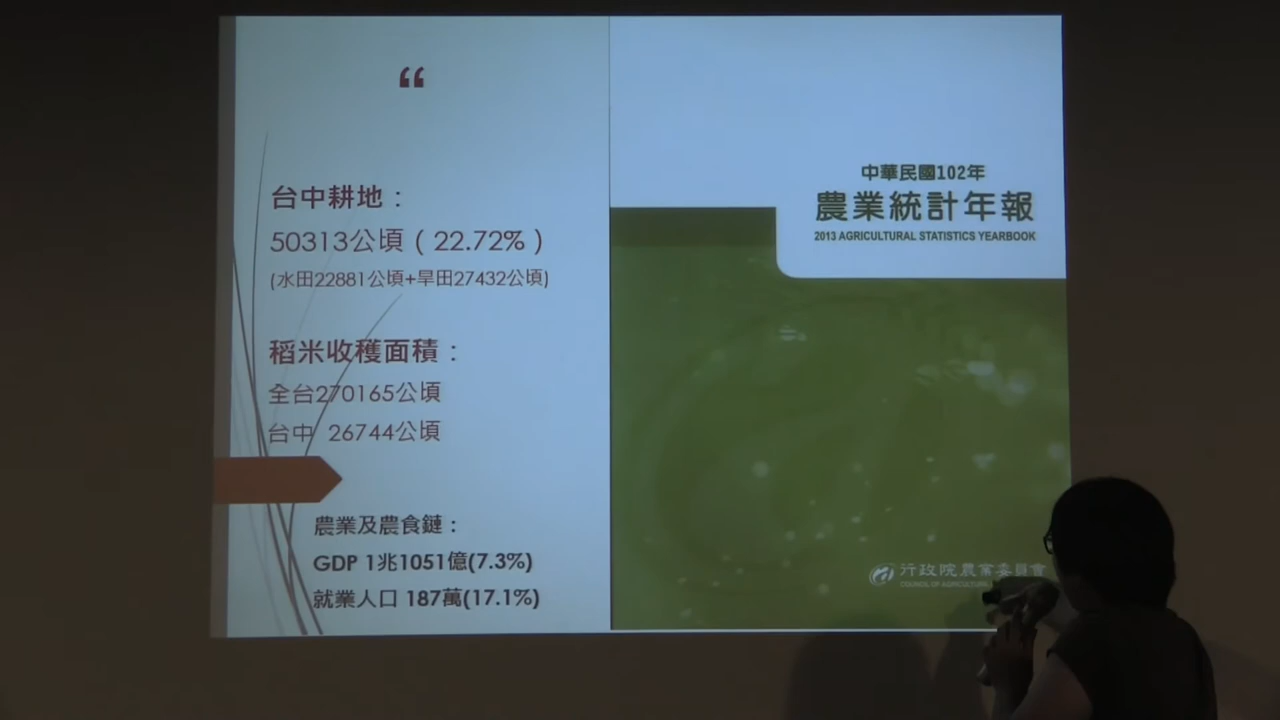 “
台中耕地：
50313公頃（22.72%）
(水田22881公頃+旱田27432公頃)
稻米收穫面積：
全台270165公頃
台中 26744公頃
農業及農食鏈：
GDP 1兆1051億(7.3%)
就業人口 187萬(17.1%)
中華民國102年
農業統計年報
2013 AGRICULTURAL STATISTICS YEARBOOK
行政院農業委員會
COUNCIL OF AGRICULTURE